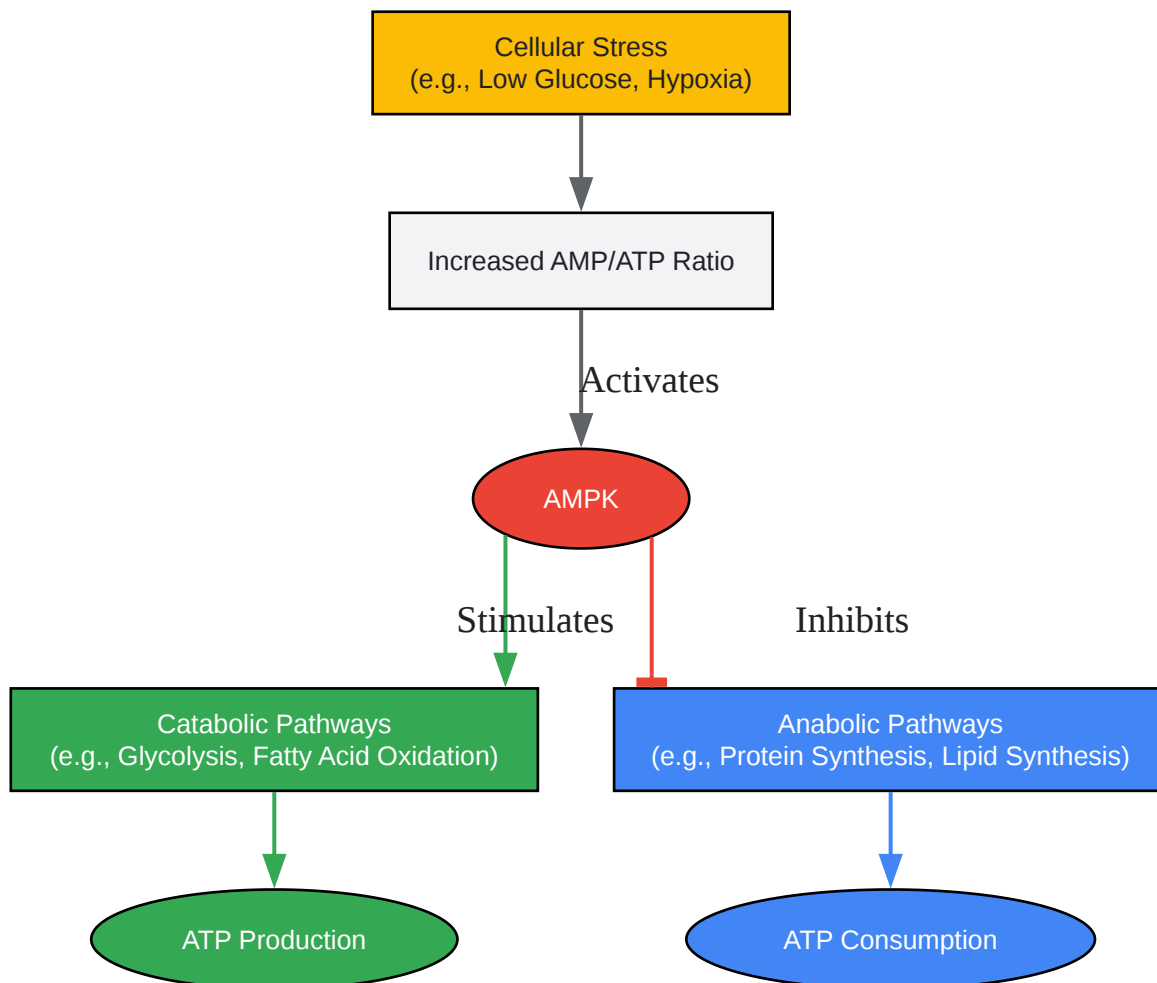 Cellular Stress
(e.g., Low Glucose, Hypoxia)
Increased AMP/ATP Ratio
Activates
AMPK
Stimulates
Inhibits
Catabolic Pathways
(e.g., Glycolysis, Fatty Acid Oxidation)
Anabolic Pathways
(e.g., Protein Synthesis, Lipid Synthesis)
ATP Production
ATP Consumption